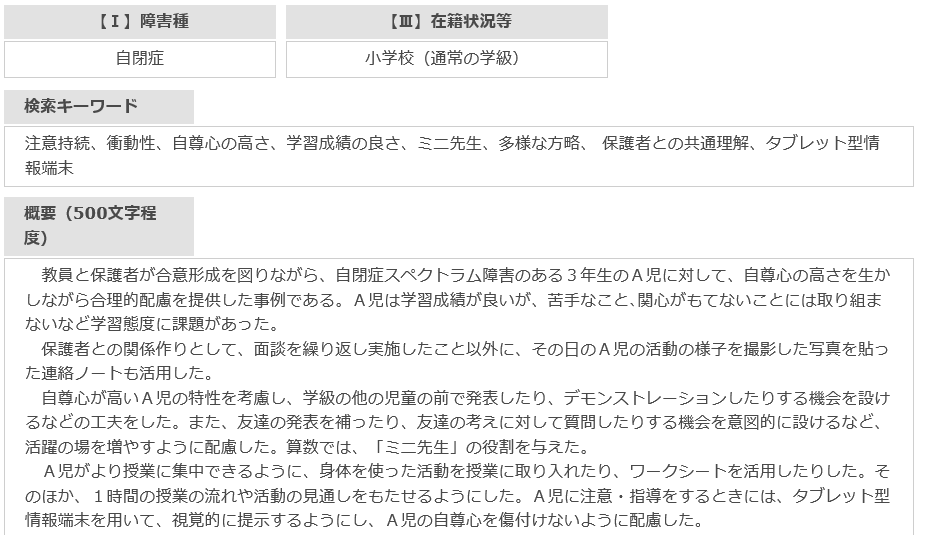 【Ⅰ】障害種
【Ⅲ】在籍状況等
自閉症
小学校（通常の学級）
検索キーワード
注意持続、衝動性、自尊心の高さ、学習成績の良さ、ミニ先生、多様な方略、 保護者との共通理解、タブレット型情
報端末
概要（500文字程
度）
　教員と保護者が合意形成を図りながら、自閉症スペクトラム障害のある３年生のＡ児に対して、自尊心の高さを生か
しながら合理的配慮を提供した事例である。Ａ児は学習成績が良いが、苦手なこと、関心がもてないことには取り組ま
ないなど学習態度に課題があった。
　保護者との関係作りとして、面談を繰り返し実施したこと以外に、その日のＡ児の活動の様子を撮影した写真を貼っ
た連絡ノートも活用した。
　自尊心が高いＡ児の特性を考慮し、学級の他の児童の前で発表したり、デモンストレーションしたりする機会を設け
るなどの工夫をした。また、友達の発表を補ったり、友達の考えに対して質問したりする機会を意図的に設けるなど、
活躍の場を増やすように配慮した。算数では、「ミニ先生」の役割を与えた。
　Ａ児がより授業に集中できるように、身体を使った活動を授業に取り入れたり、ワークシートを活用したりした。そ
のほか、１時間の授業の流れや活動の見通しをもたせるようにした。Ａ児に注意・指導をするときには、タブレット型
情報端末を用いて、視覚的に提示するようにし、Ａ児の自尊心を傷付けないように配慮した。